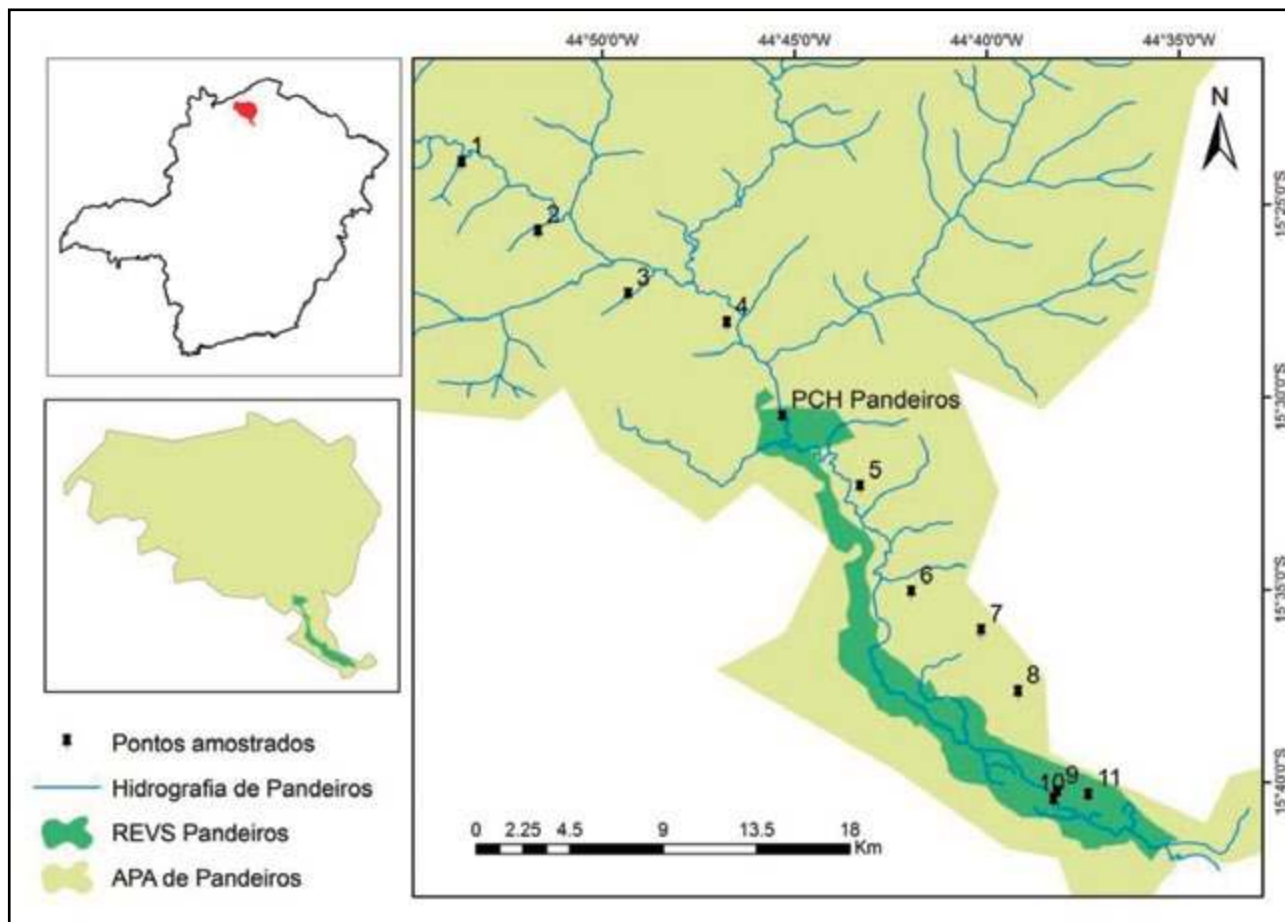 44°50'0"W
44°45'0"W
44°40'0"W
44°35'0"W
N
1
2
3
4
PCH Pandeiros
5
6
7
8
9
10
11
15°25'0"S
15°30'0"S
15°35'0"S
15°40'0"S
0 2.25 4.5 9 13.5 18
Km
Pontos amostrados
Hidrografia de Pandeiros
REVS Pandeiros
APA de Pandeiros